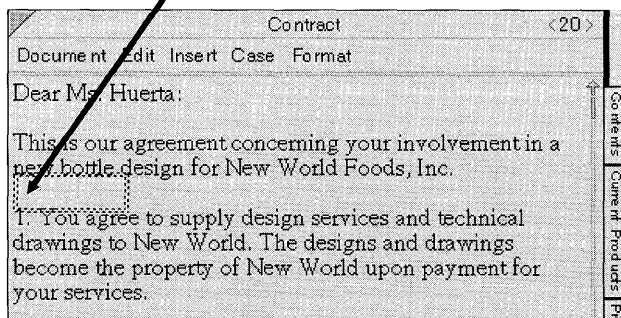 Contract <20>
Document Edit Insert Case Format
Dear Ms. Huerta:
This is our agreement concerning your involvement in a
new bottle design for New World Foods, Inc.
1. You agree to supply design services and technical
drawings to New World. The designs and drawings
become the property of New World upon payment for
your services.
Contents
Current Products